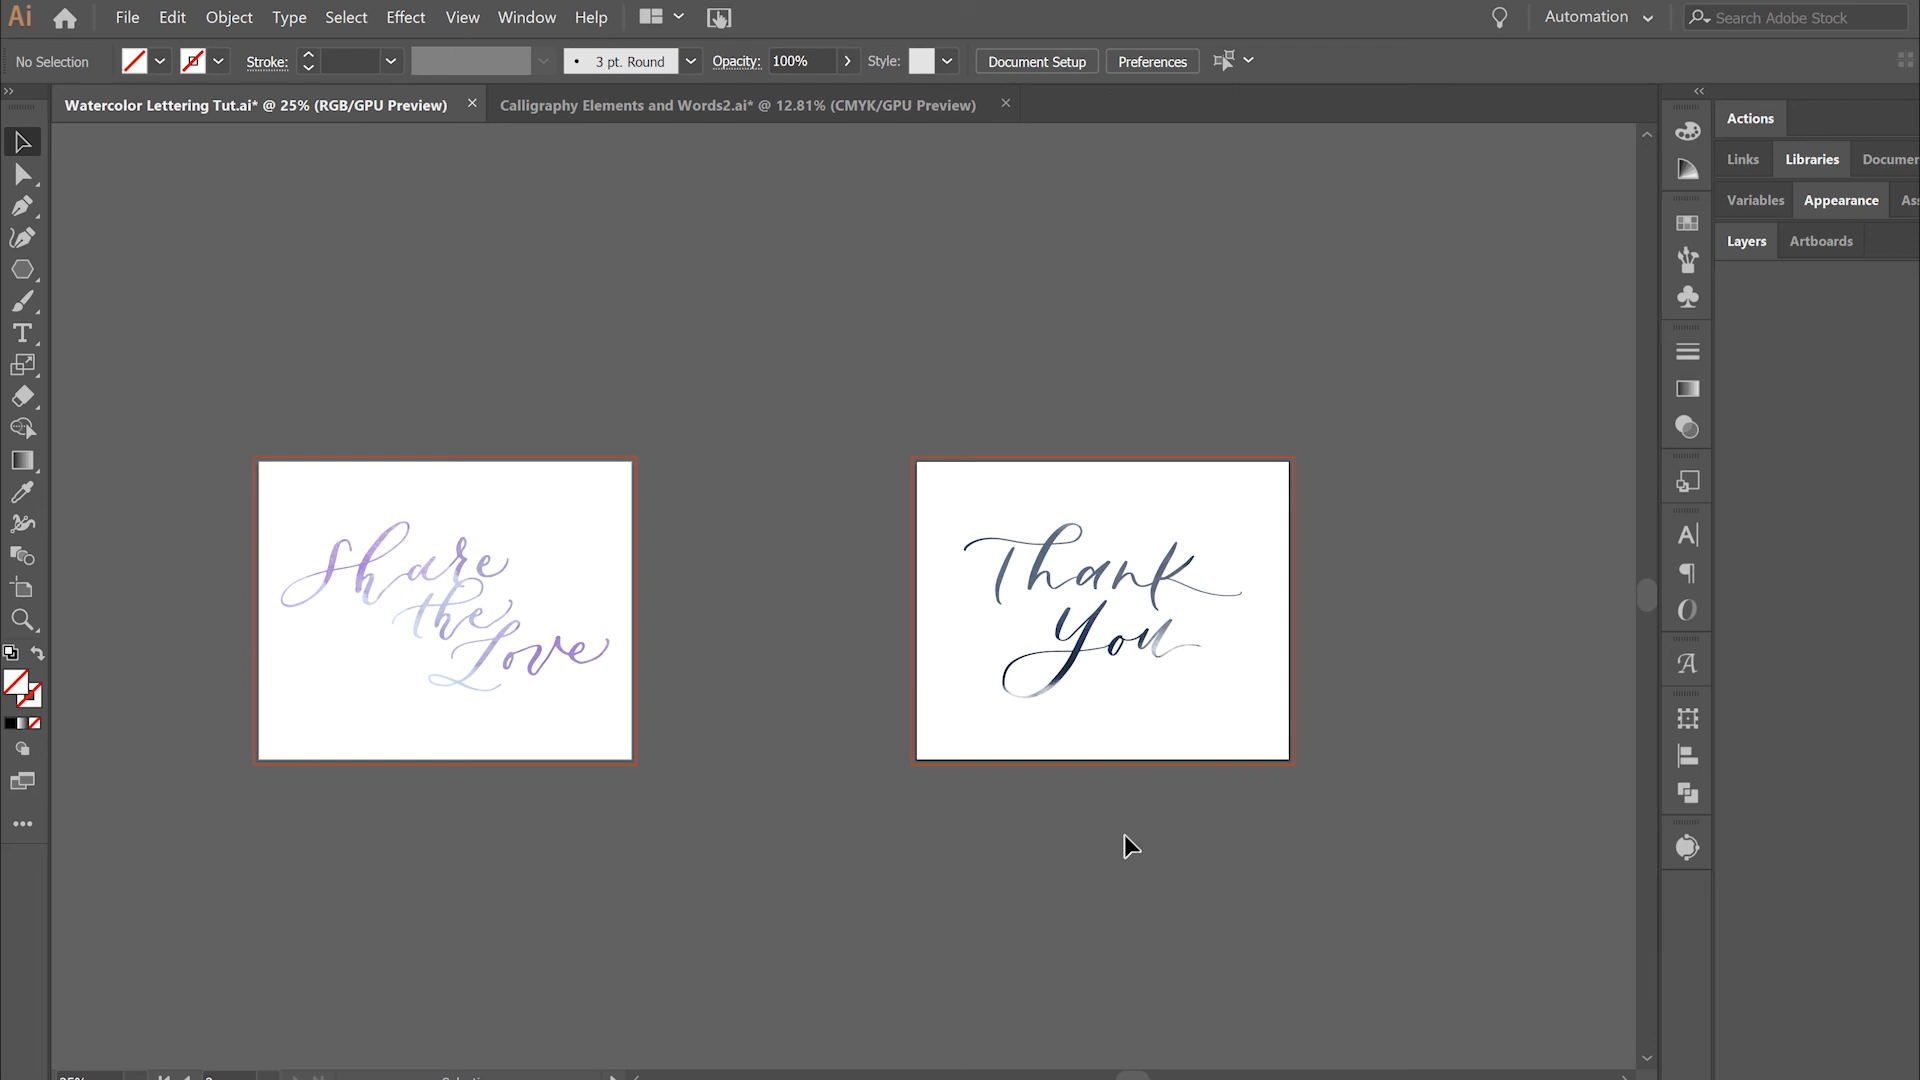 Ai File Edit Object Type Select Effect View Window Help Automation Search Adobe Stock
No Selection Stroke: 3 pt. Round Opacity: 100% Style: Document Setup Preferences
Watercolor Lettering Tut.ai* @ 25% (RGB/GPU Preview) Calligraphy Elements and Words2.ai* @ 12.81% (CMYK/GPU Preview)
Actions
Links Libraries Documen
Variables Appearance Ass
Layers Artboards
Share
the
Love
Thank
You